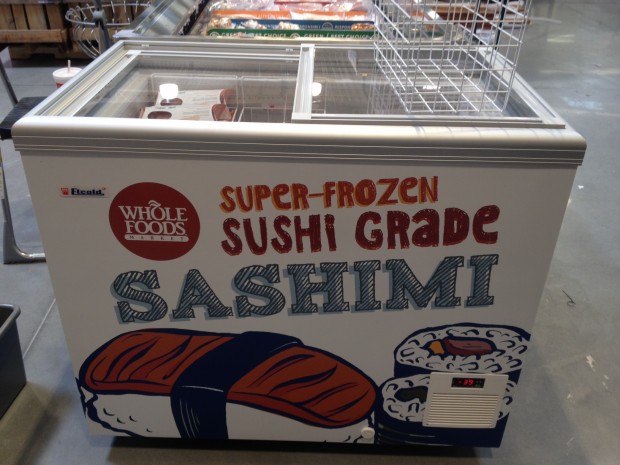 Elcold
WHOLE
FOODS
MARKET
SUPER-FROZEN
SUSHI GRADE
SASHIMI